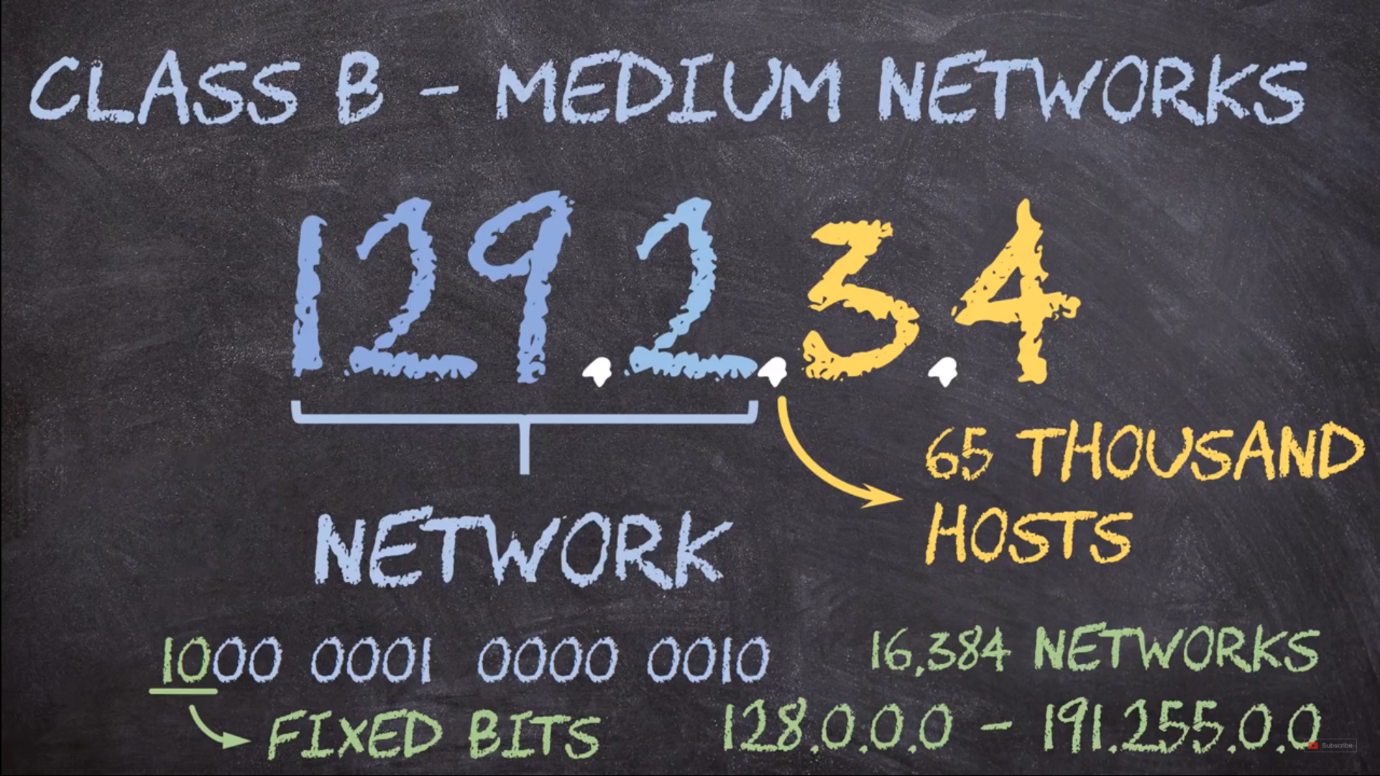 CLASS B - MEDIUM NETWORKS
129.2.3.4
65 THOUSAND
HOSTS
NETWORK
1000 0001 0000 0010
16,384 NETWORKS
FIXED BITS
128.0.0.0 - 191.255.0.0
Subscribe